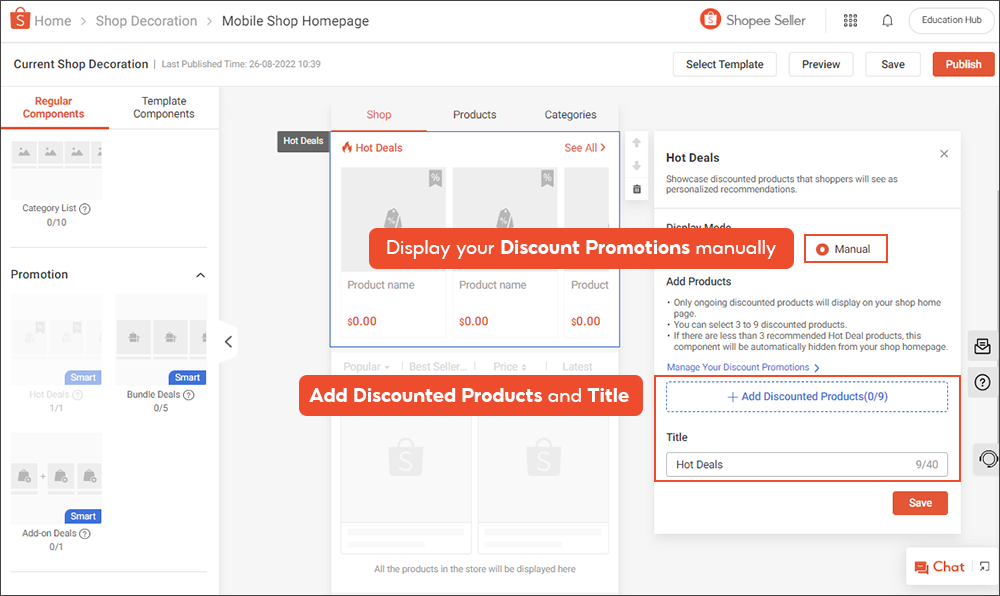 Home > Shop Decoration > Mobile Shop Homepage
Shopee Seller
Education Hub
Current Shop Decoration | Last Published Time: 26-08-2022 10:39
Select Template
Preview
Save
Publish
Regular
Components
Template
Components
Category List ?
0/10
Promotion
Smart
Hot Deals ?
1/1
Smart
Bundle Deals ?
0/5
+
Smart
Add-on Deals ?
0/1
Shop
Products
Categories
Hot Deals
Hot Deals
See All >
%
%
Display your Discount Promotions manually
Product name
Product name
Product
$0.00
$0.00
$0.00
Popular
Best Seller...
Price
Latest
Add Discounted Products and Title
All the products in the store will be displayed here
Hot Deals
Showcase discounted products that shoppers will see as
personalized recommendations.
Display Mode
Manual
Add Products
• Only ongoing discounted products will display on your shop home
page.
• You can select 3 to 9 discounted products.
• If there are less than 3 recommended Hot Deal products, this
component will be automatically hidden from your shop homepage.
Manage Your Discount Promotions >
+ Add Discounted Products(0/9)
Title
Hot Deals 9/40
Save
Chat